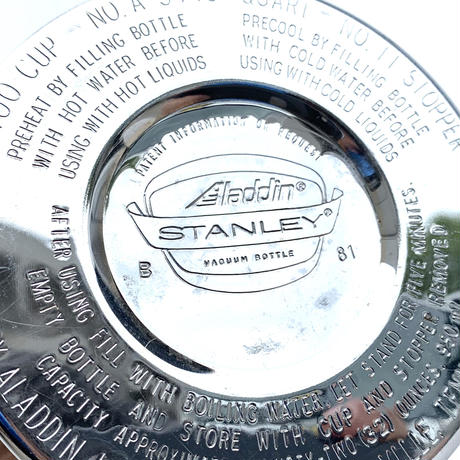 CUP – NO. A
QUART – NO. 11 STOPPER
PREHEAT BY FILLING BOTTLE
WITH HOT WATER BEFORE
USING WITH HOT LIQUIDS
PRECOOL BY FILLING BOTTLE
WITH COLD WATER BEFORE
USING WITH COLD LIQUIDS
PATENT INFORMATION ON REQUEST
Aladdin®
STANLEY®
VACUUM BOTTLE
B 81
AFTER USING FILL WITH BOILING WATER. LET STAND FOR FIVE MINUTES.
EMPTY BOTTLE AND STORE WITH CUP AND STOPPER REMOVED
CAPACITY (32) OUNCES
ALADDIN